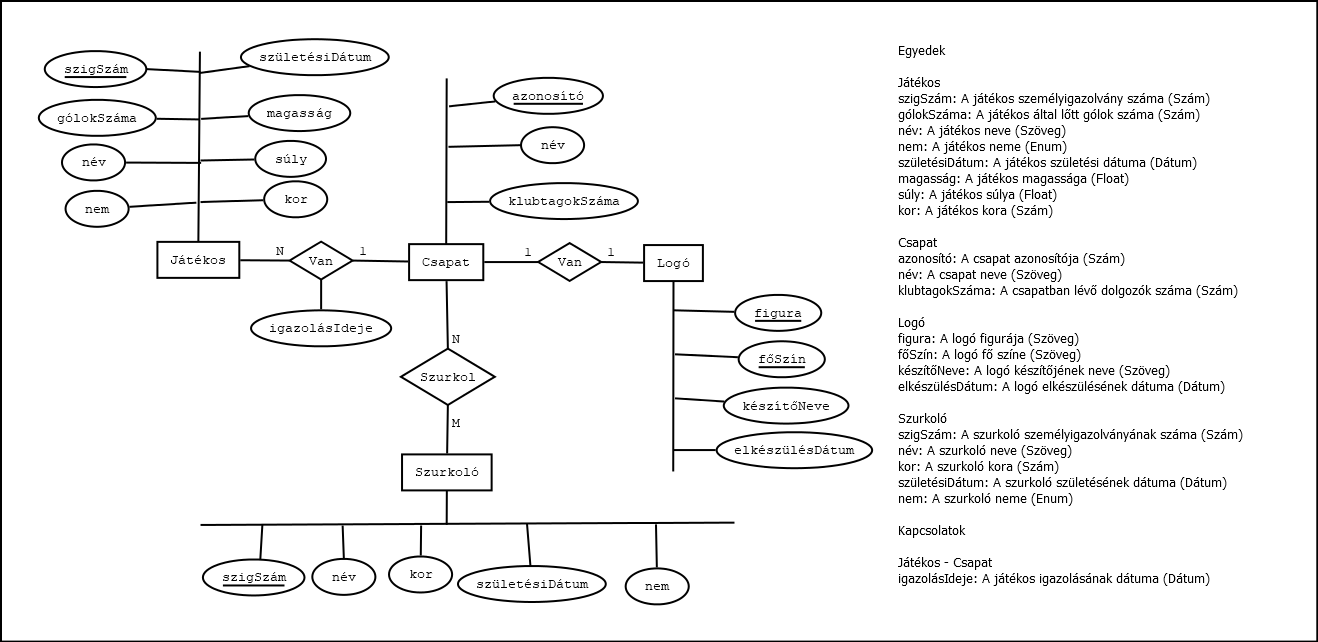 szigSzám
születésiDátum
gólokSzáma
magasság
név
súly
nem
kor
azonosító
név
klubtagokSzáma
Játékos
N
Van
1
Csapat
1
Van
1
Logó
igazolásIdeje
figura
főSzín
készítőNeve
elkészülésDátum
N
Szurkol
M
Szurkoló
szigSzám
név
kor
születésiDátum
nem
Egyedek
Játékos
szigSzám: A játékos személyigazolvány száma (Szám)
gólokSzáma: A játékos által lőtt gólok száma (Szám)
név: A játékos neve (Szöveg)
nem: A játékos neme (Enum)
születésiDátum: A játékos születési dátuma (Dátum)
magasság: A játékos magassága (Float)
súly: A játékos súlya (Float)
kor: A játékos kora (Szám)
Csapat
azonosító: A csapat azonosítója (Szám)
név: A csapat neve (Szöveg)
klubtagokSzáma: A csapatban lévő dolgozók száma (Szám)
Logó
figura: A logó figurája (Szöveg)
főSzín: A logó fő színe (Szöveg)
készítőNeve: A logó készítőjének neve (Szöveg)
elkészülésDátum: A logó elkészülésének dátuma (Dátum)
Szurkoló
szigSzám: A szurkoló személyigazolványának száma (Szám)
név: A szurkoló neve (Szöveg)
kor: A szurkoló kora (Szám)
születésiDátum: A szurkoló születésének dátuma (Dátum)
nem: A szurkoló neme (Enum)
Kapcsolatok
Játékos - Csapat
igazolásIdeje: A játékos igazolásának dátuma (Dátum)